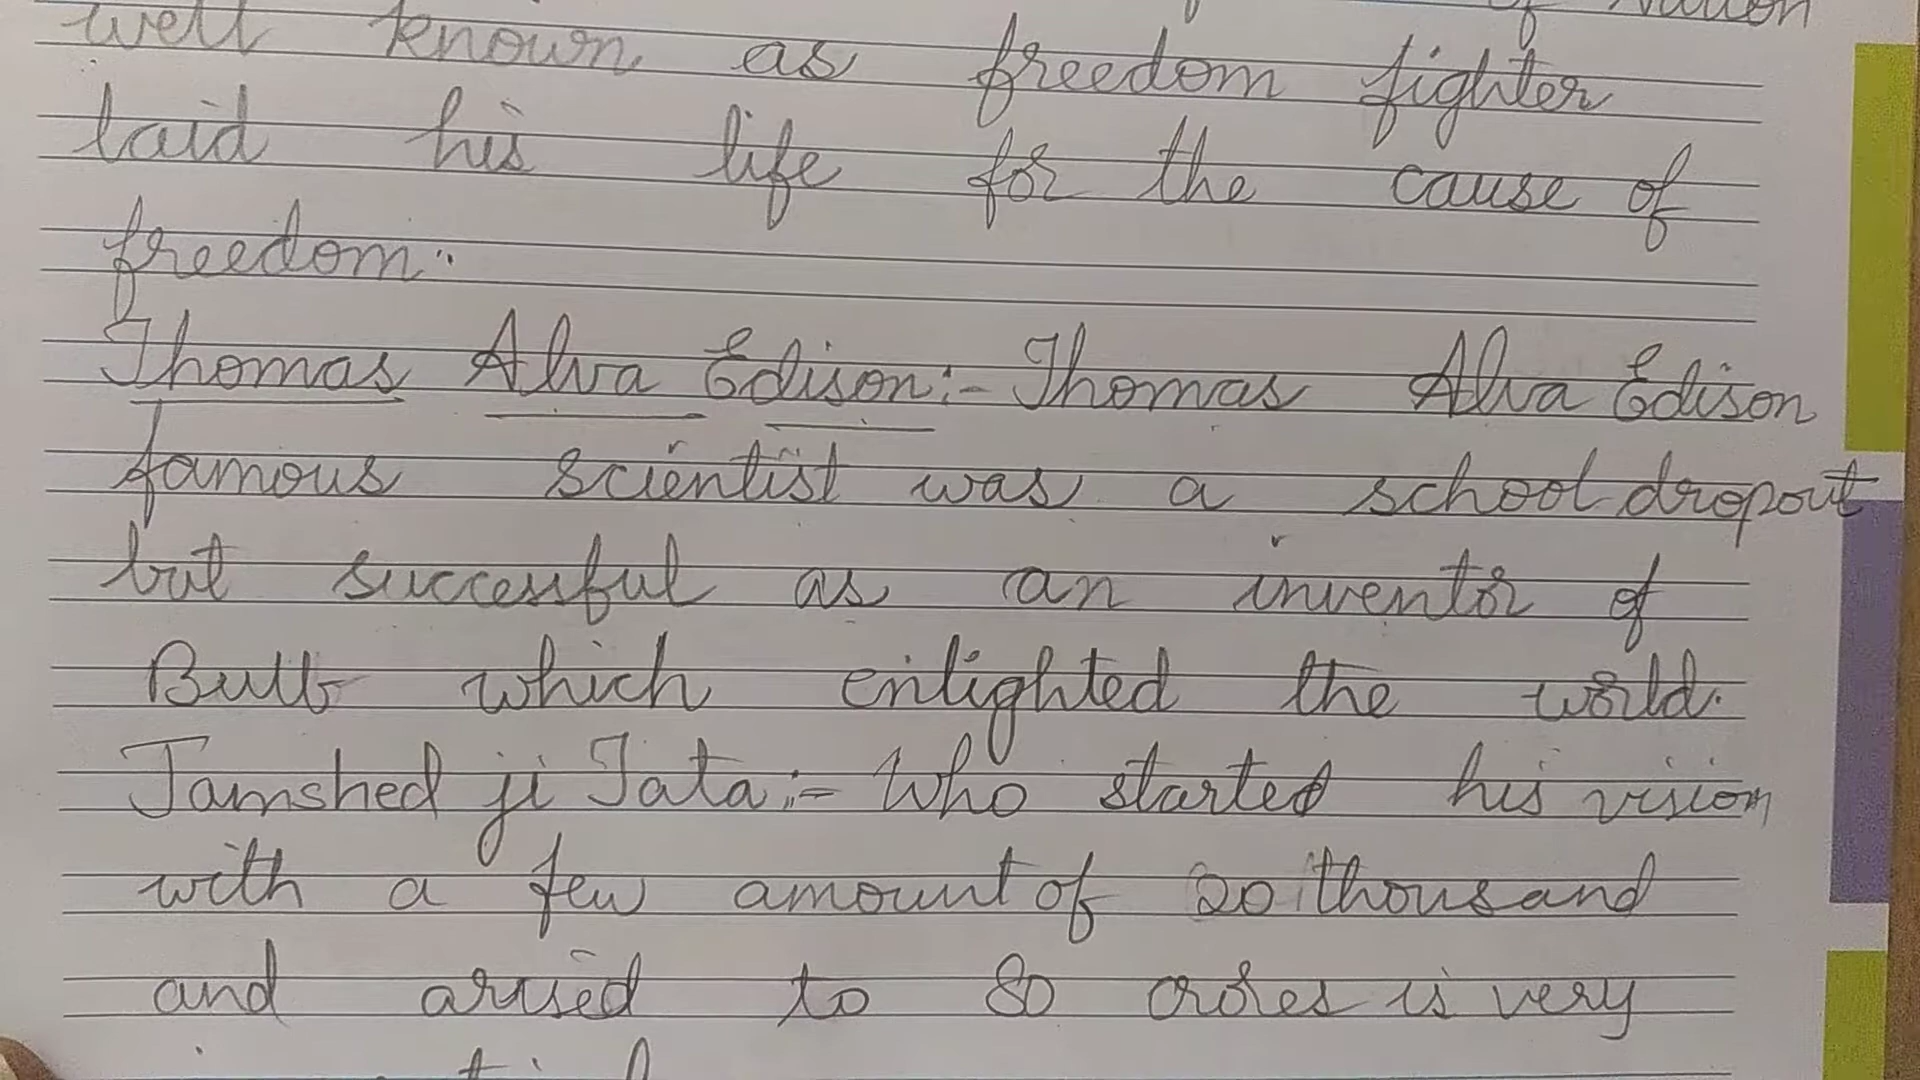 of Nation
well known as freedom fighter
laid his life for the cause of
freedom.
Thomas Alva Edison:- Thomas Alva Edison
famous scientist was a school dropout
but successful as an inventor of
Bulb which enlighted the world.
Jamshed ji Tata:- Who started his vision
with a few amount of 20 thousand
and arised to 80 crores is very